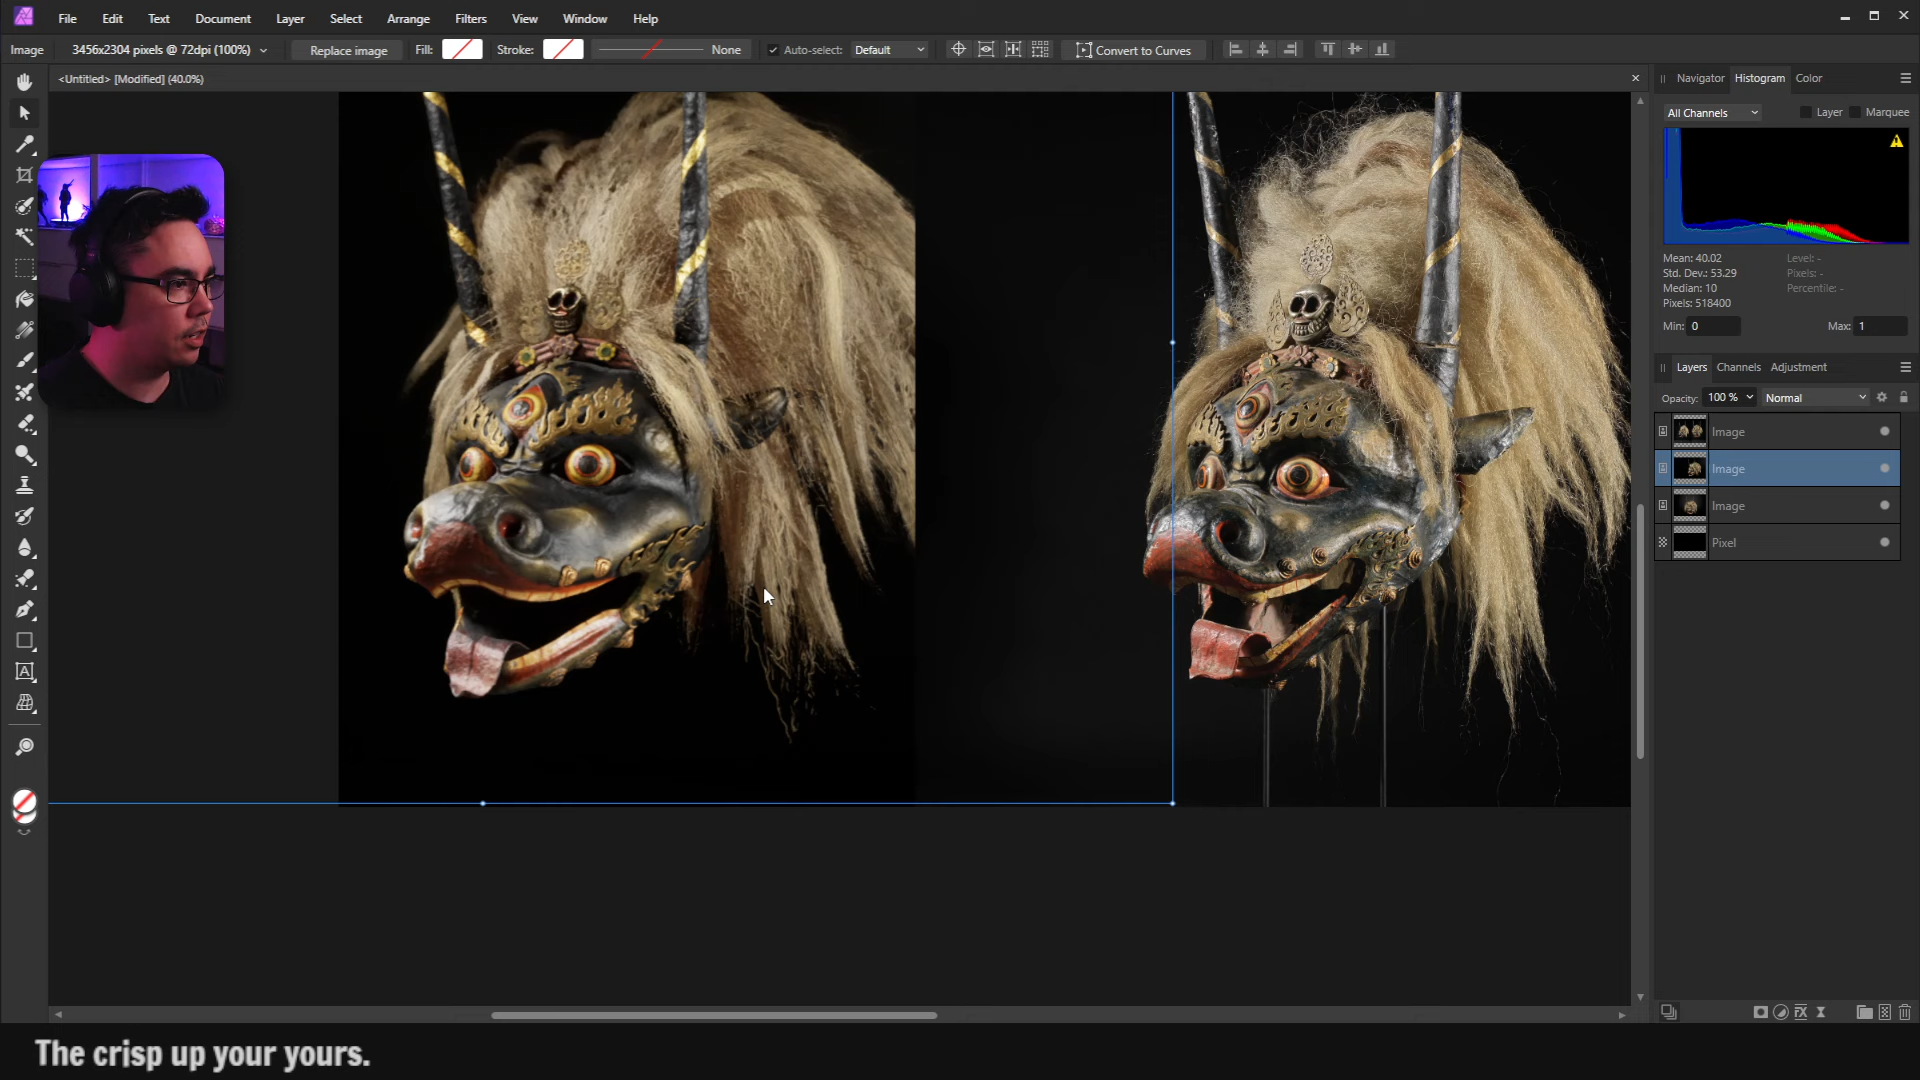 File Edit Text Document Layer Select Arrange Filters View Window Help
Image 3456x2304 pixels @ 72dpi (100%) Replace image Fill: Stroke: None Auto-select: Default Convert to Curves
<Untitled> [Modified] (40.0%)
Navigator Histogram Color
All Channels Layer Marquee
Mean: 40.02 Level: -
Std. Dev.: 53.29 Pixels: -
Median: 10 Percentile: -
Pixels: 518400
Min: 0 Max: 1
Layers Channels Adjustment
Opacity: 100 % Normal
Image
Image
Image
Pixel
The crisp up your yours.